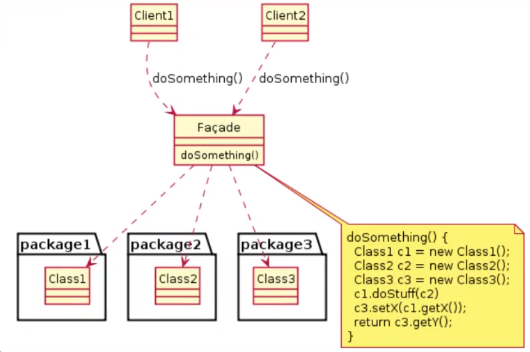 Client1
Client2
doSomething()
doSomething()
Façade
doSomething()
package1
package2
package3
Class1
Class2
Class3
doSomething() {
Class1 c1 = new Class1();
Class2 c2 = new Class2();
Class3 c3 = new Class3();
c1.doStuff(c2)
c3.setX(c1.getX());
return c3.getY();
}